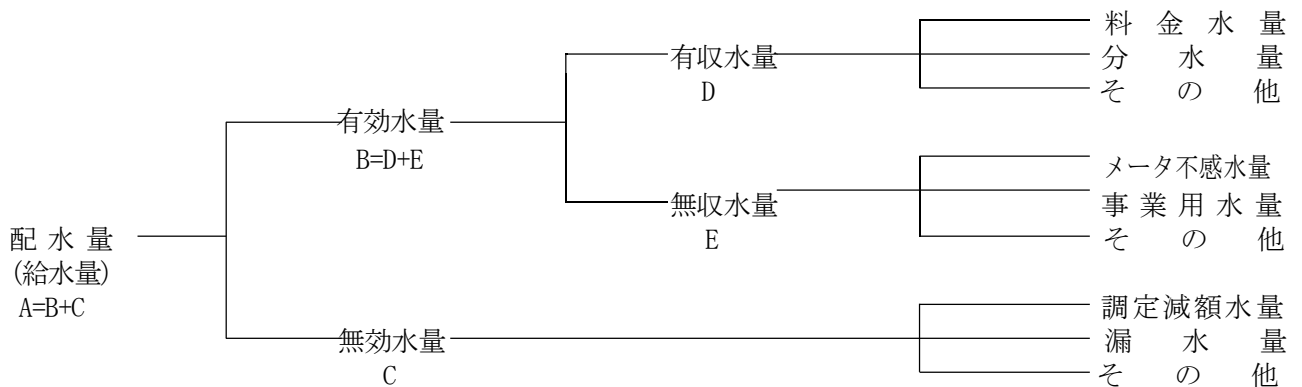 料金水量
有収水量
分水量
D
その他
有効水量
B=D+E
メータ不感水量
無収水量
事業用水量
E
その他
配水量
(給水量)
A=B+C
調定減額水量
無効水量
漏水量
C
その他